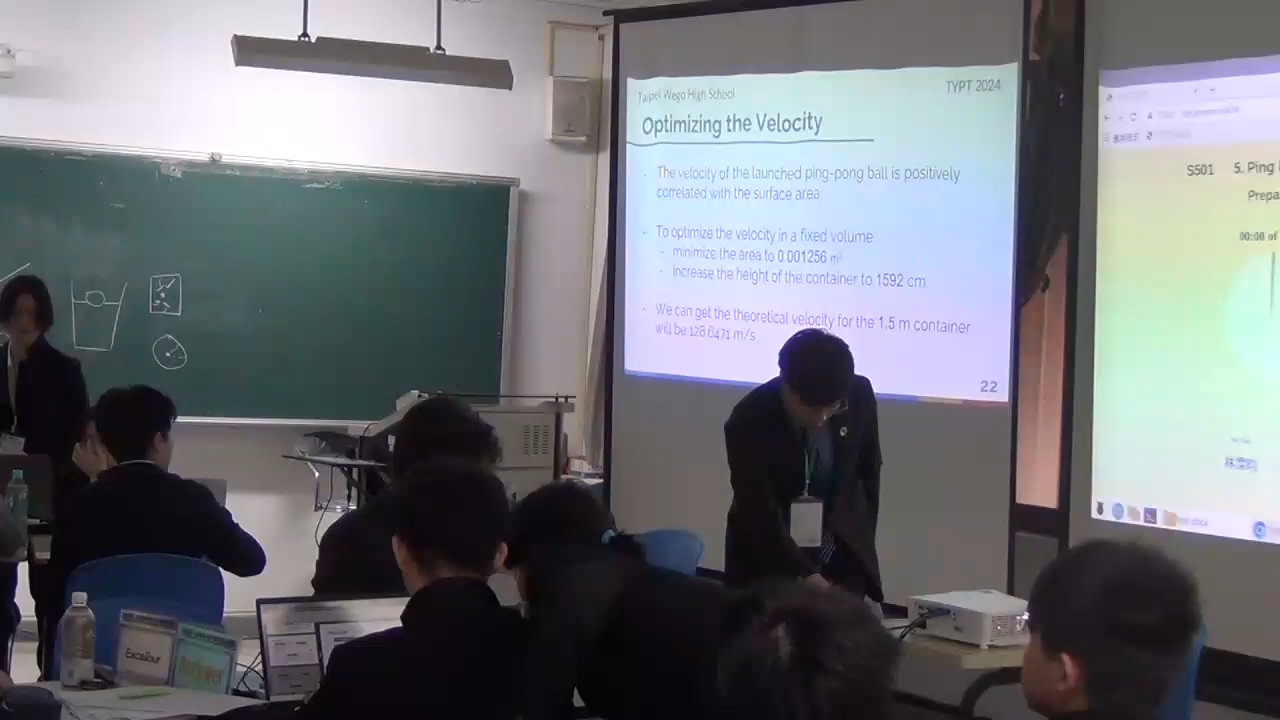 Taipei Wego High School
TYPT 2024
Optimizing the Velocity
- The velocity of the launched ping-pong ball is positively
correlated with the surface area
- To optimize the velocity in a fixed volume
- minimize the area to 0.001256 m²
- Increase the height of the container to 1592 cm
- We can get the theoretical velocity for the 1.5 m container
will be 128.6471 m/s
22
S501 5. Ping
Prepa
00:00 of
Excalibur